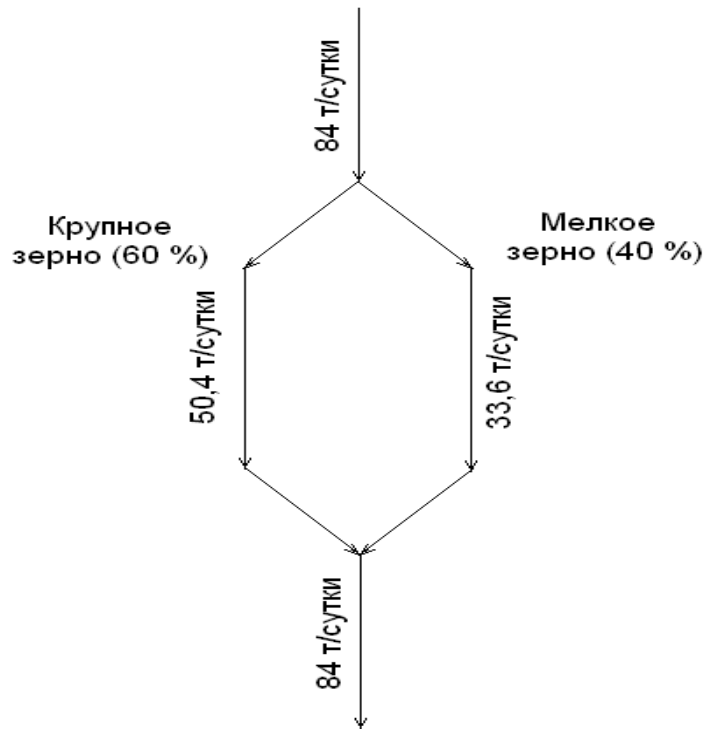 84 т/сутки
Крупное
зерно (60 %)
Мелкое
зерно (40 %)
50,4 т/сутки
33,6 т/сутки
84 т/сутки